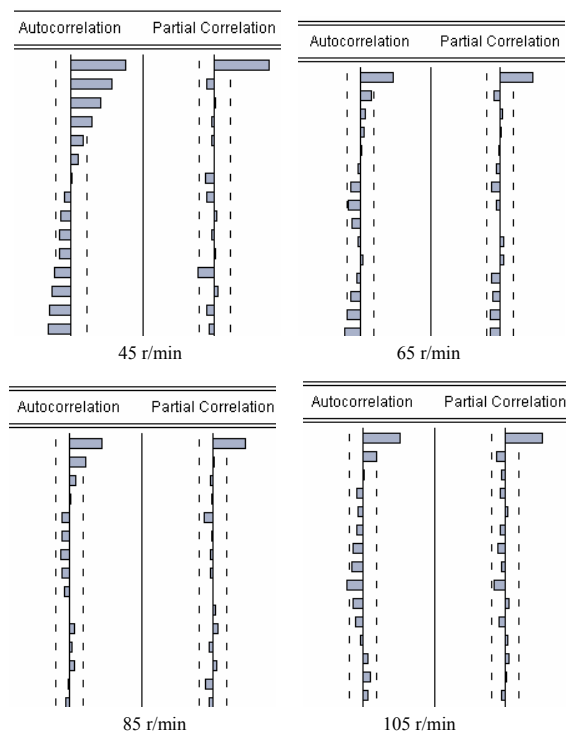 Autocorrelation Partial Correlation
45 r/min
Autocorrelation Partial Correlation
65 r/min
Autocorrelation Partial Correlation
85 r/min
Autocorrelation Partial Correlation
105 r/min